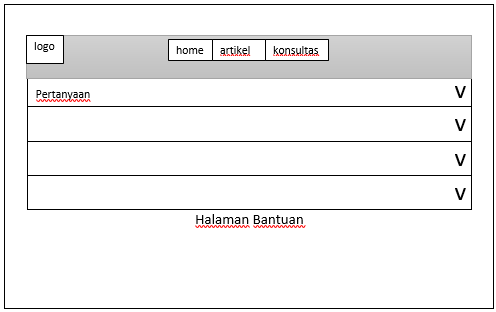 logo
home artikel konsultas
Pertanyaan V
V
V
V
Halaman Bantuan